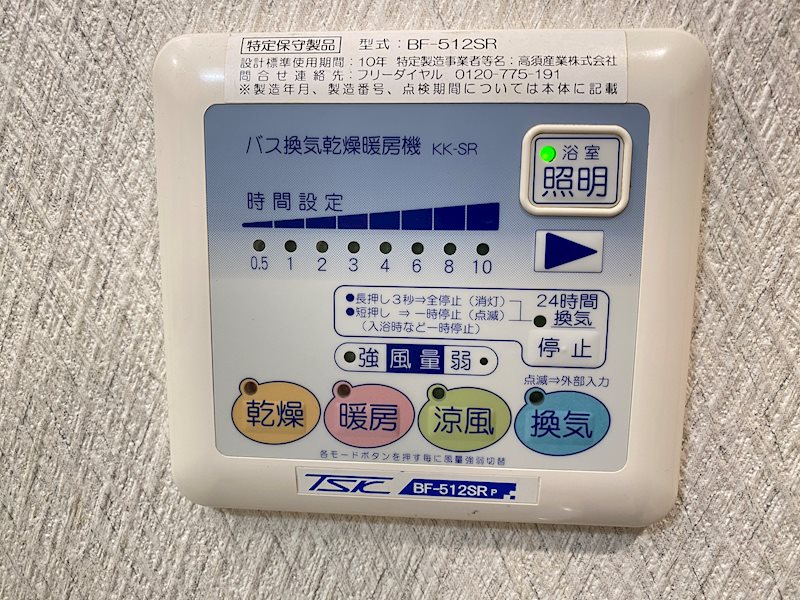 特定保守製品 型式：BF-512SR
設計標準使用期間：10年 特定製造事業者等名：高須産業株式会社
問合せ連絡先：フリーダイヤル 0120-775-191
※製造年月、製造番号、点検期間については本体に記載
バス換気乾燥暖房機 KK-SR
浴室
照明
時間設定
0.5 1 2 3 4 6 8 10
●長押し3秒⇒全停止（消灯）
●短押し ⇒一時停止（点滅）
（入浴時など一時停止）
24時間
換気
停止
強 風量 弱
点滅⇒外部入力
乾燥 暖房 涼風 換気
各モードボタンを押す毎に風量強弱切替
TSK BF-512SRP